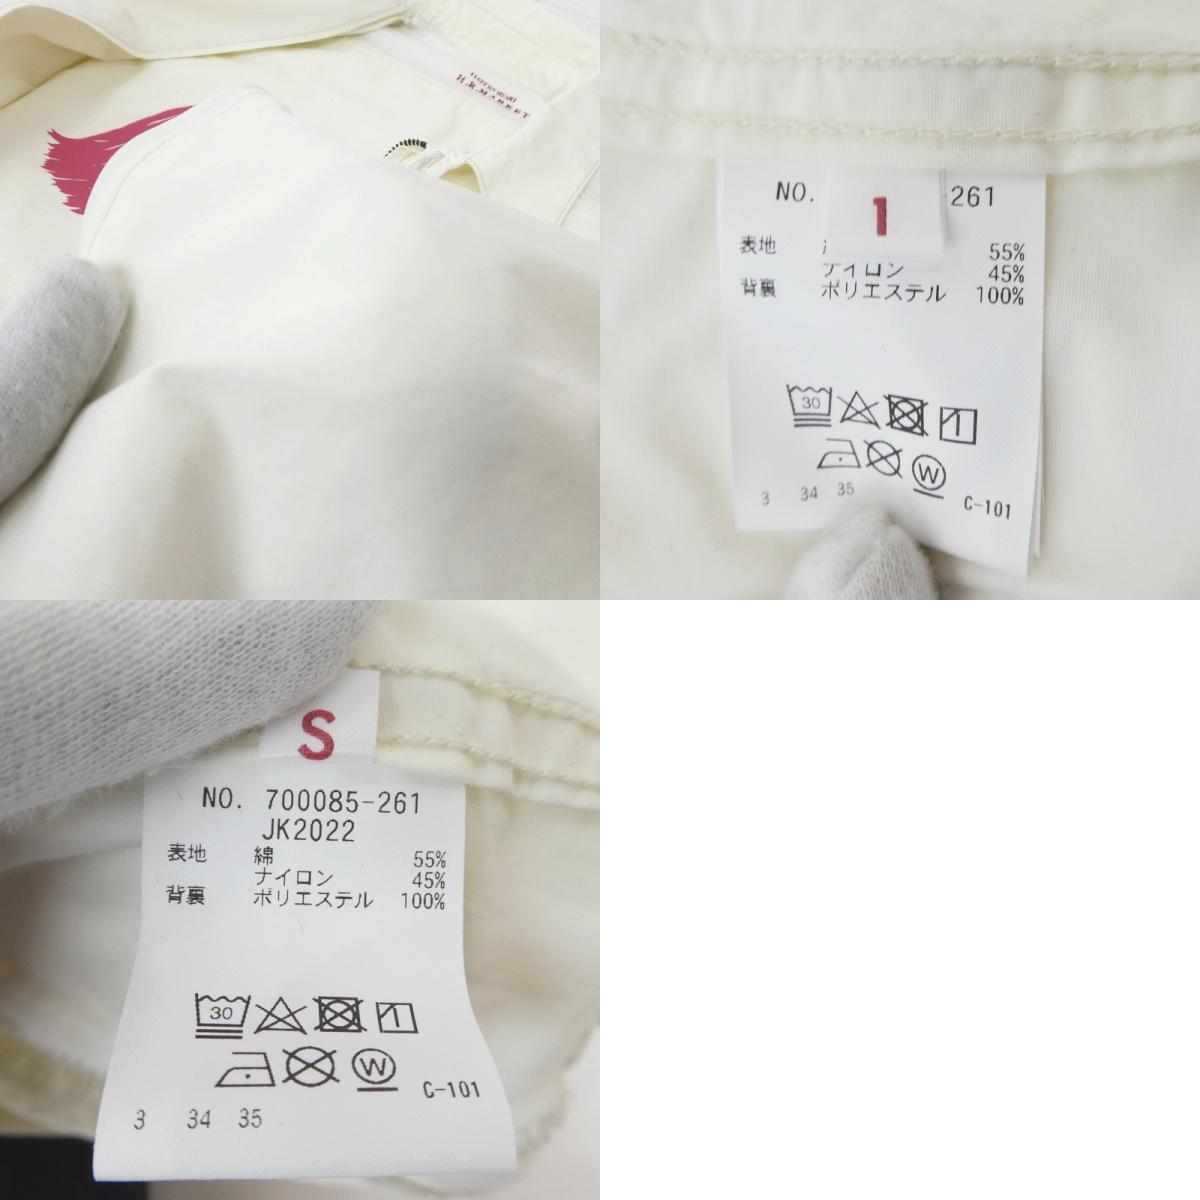 H.R.MARKET
NO. 1 -261
表地 55%
ナイロン 45%
背裏 ポリエステル 100%
30
W
3 34 35
C-101
S
NO. 700085-261
JK2022
表地 綿 55%
ナイロン 45%
背裏 ポリエステル 100%
30
W
C-101
3 34 35